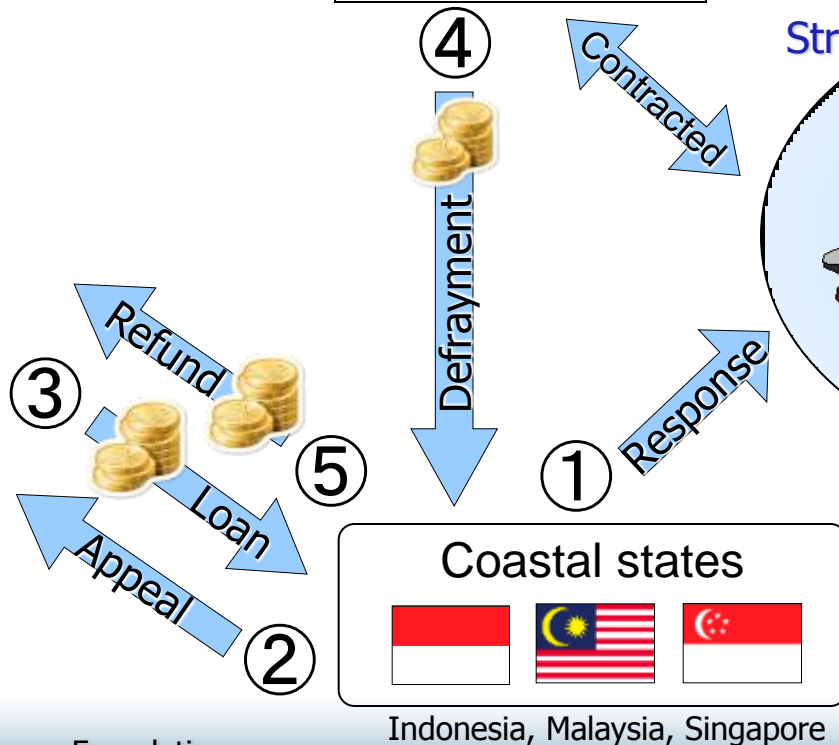 ④
Contracted
Str
Defrayment
Refund
③
Response
①
⑤
Loan
Appeal
Coastal states
②
Indonesia, Malaysia, Singapore